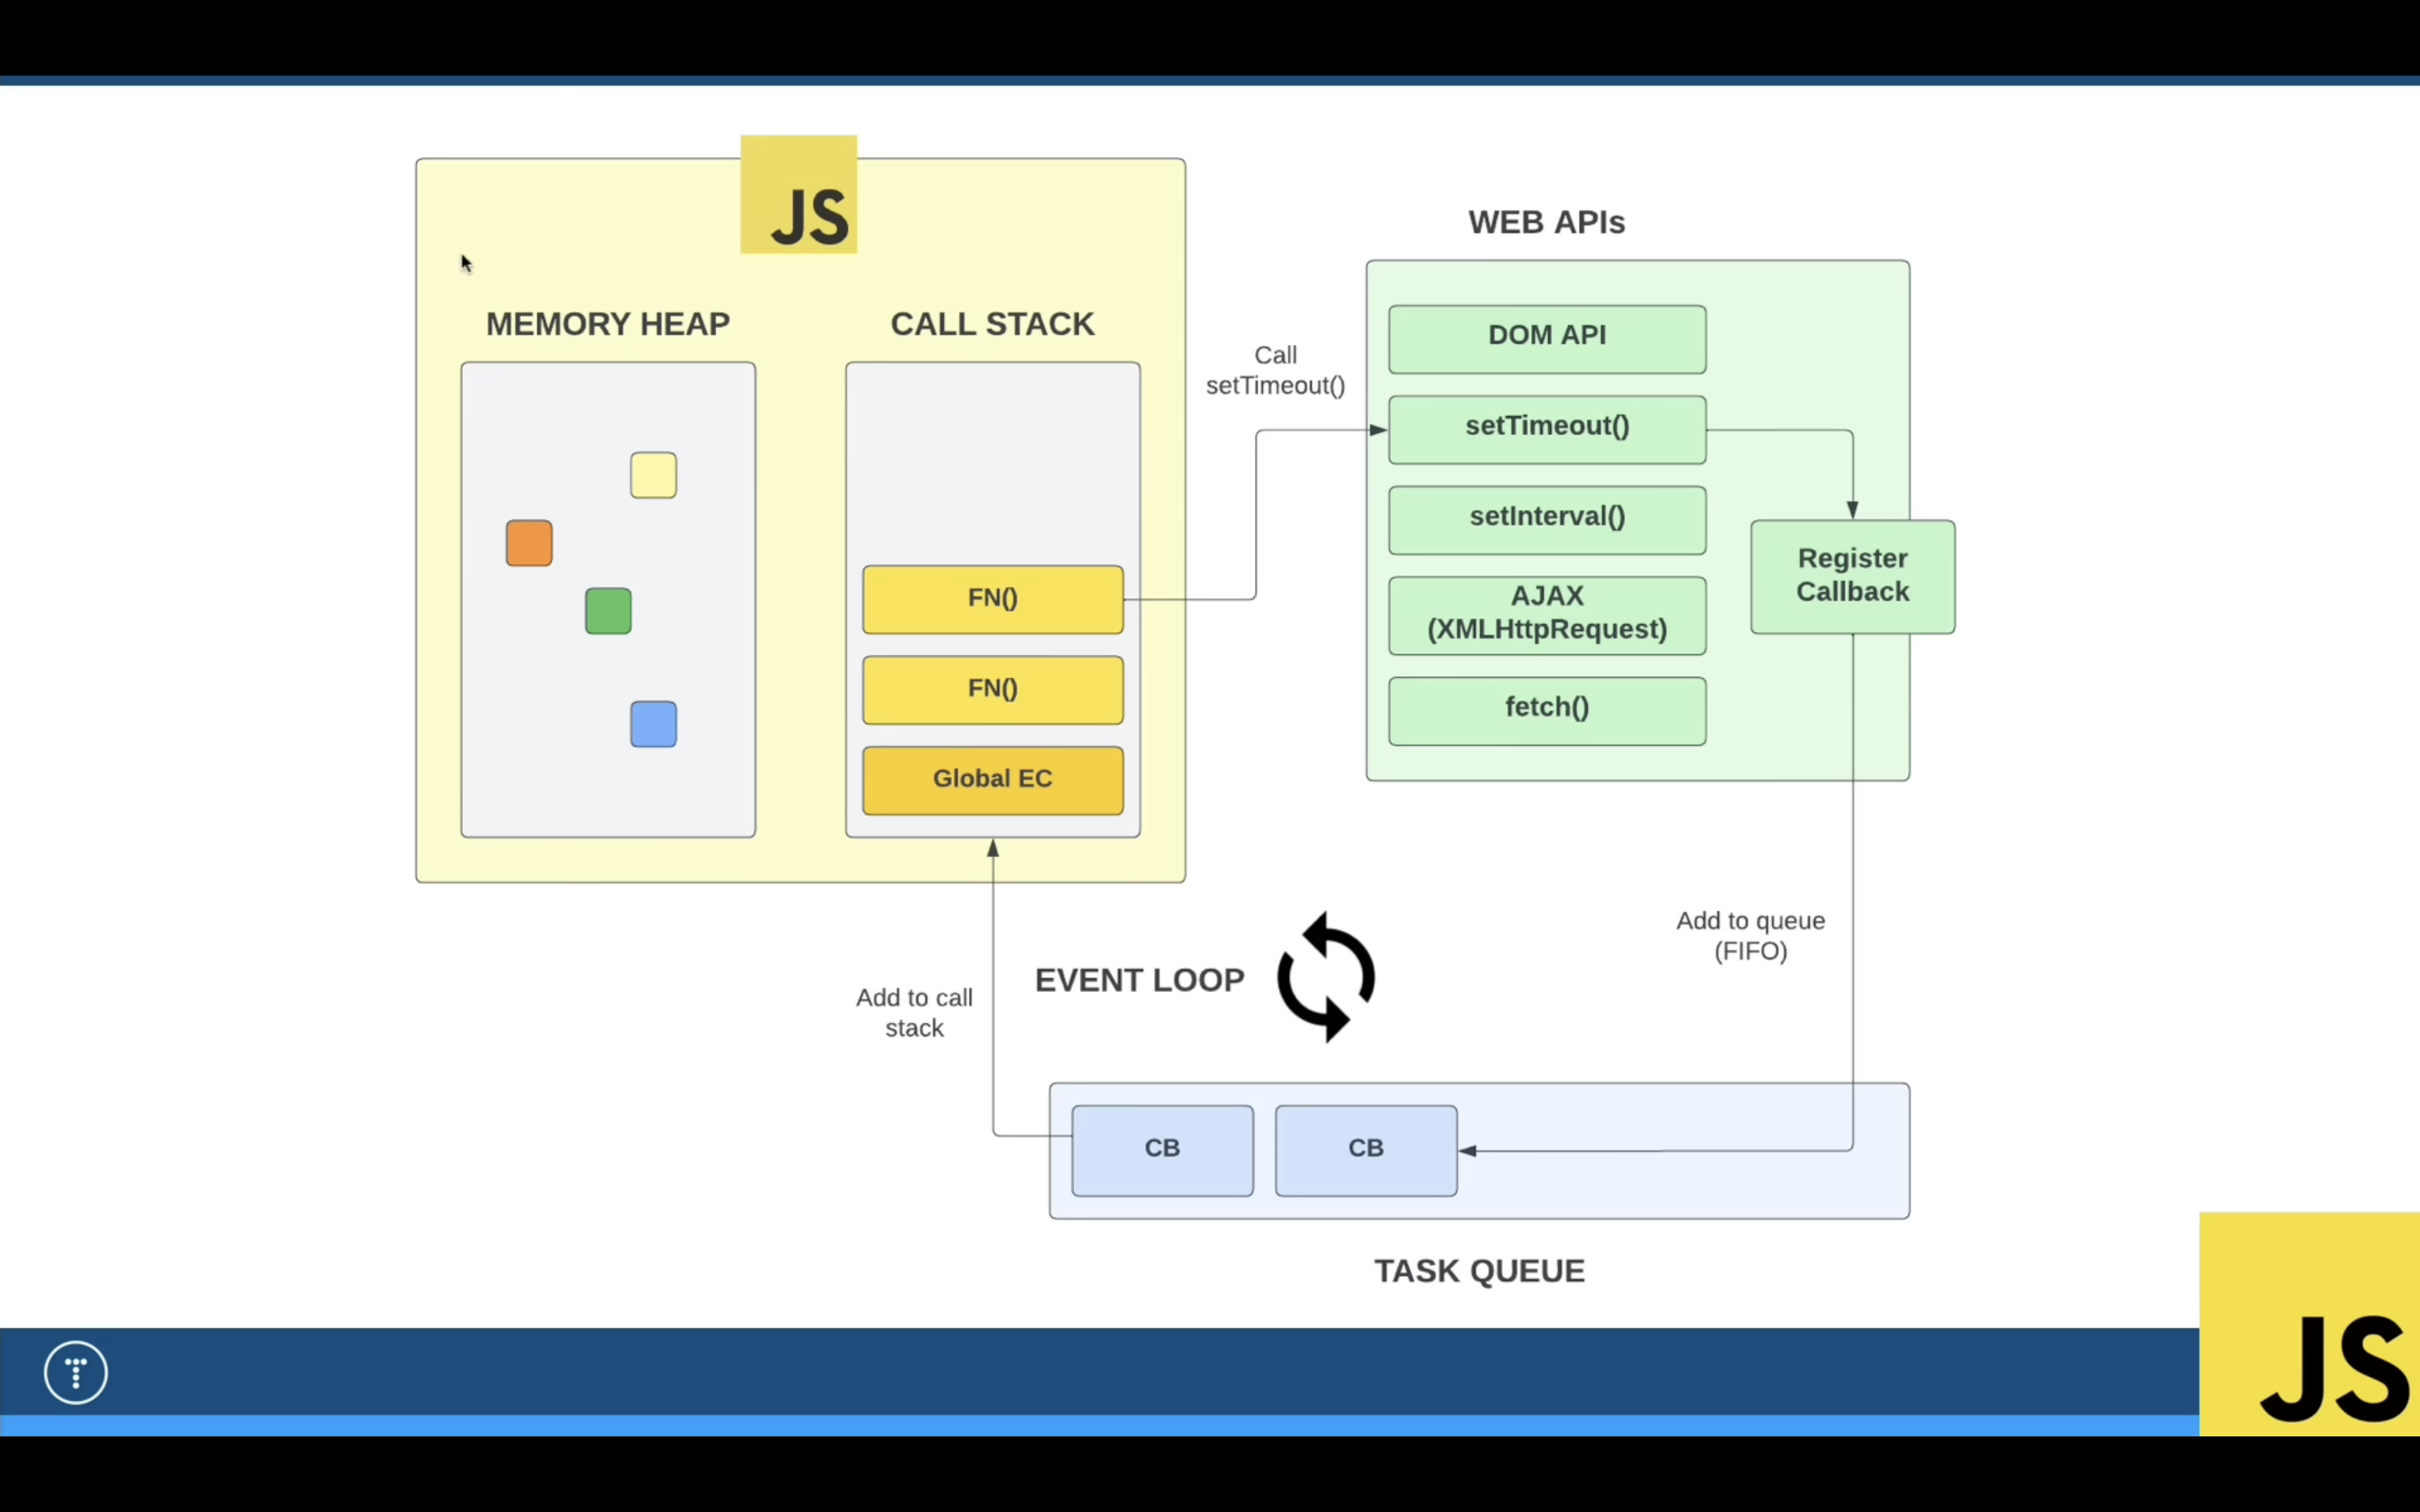 JS
MEMORY HEAP
CALL STACK
FN()
FN()
Global EC
Call
setTimeout()
WEB APIs
DOM API
setTimeout()
setInterval()
AJAX
(XMLHttpRequest)
fetch()
Register
Callback
Add to queue
(FIFO)
EVENT LOOP
Add to call
stack
CB
CB
TASK QUEUE
JS